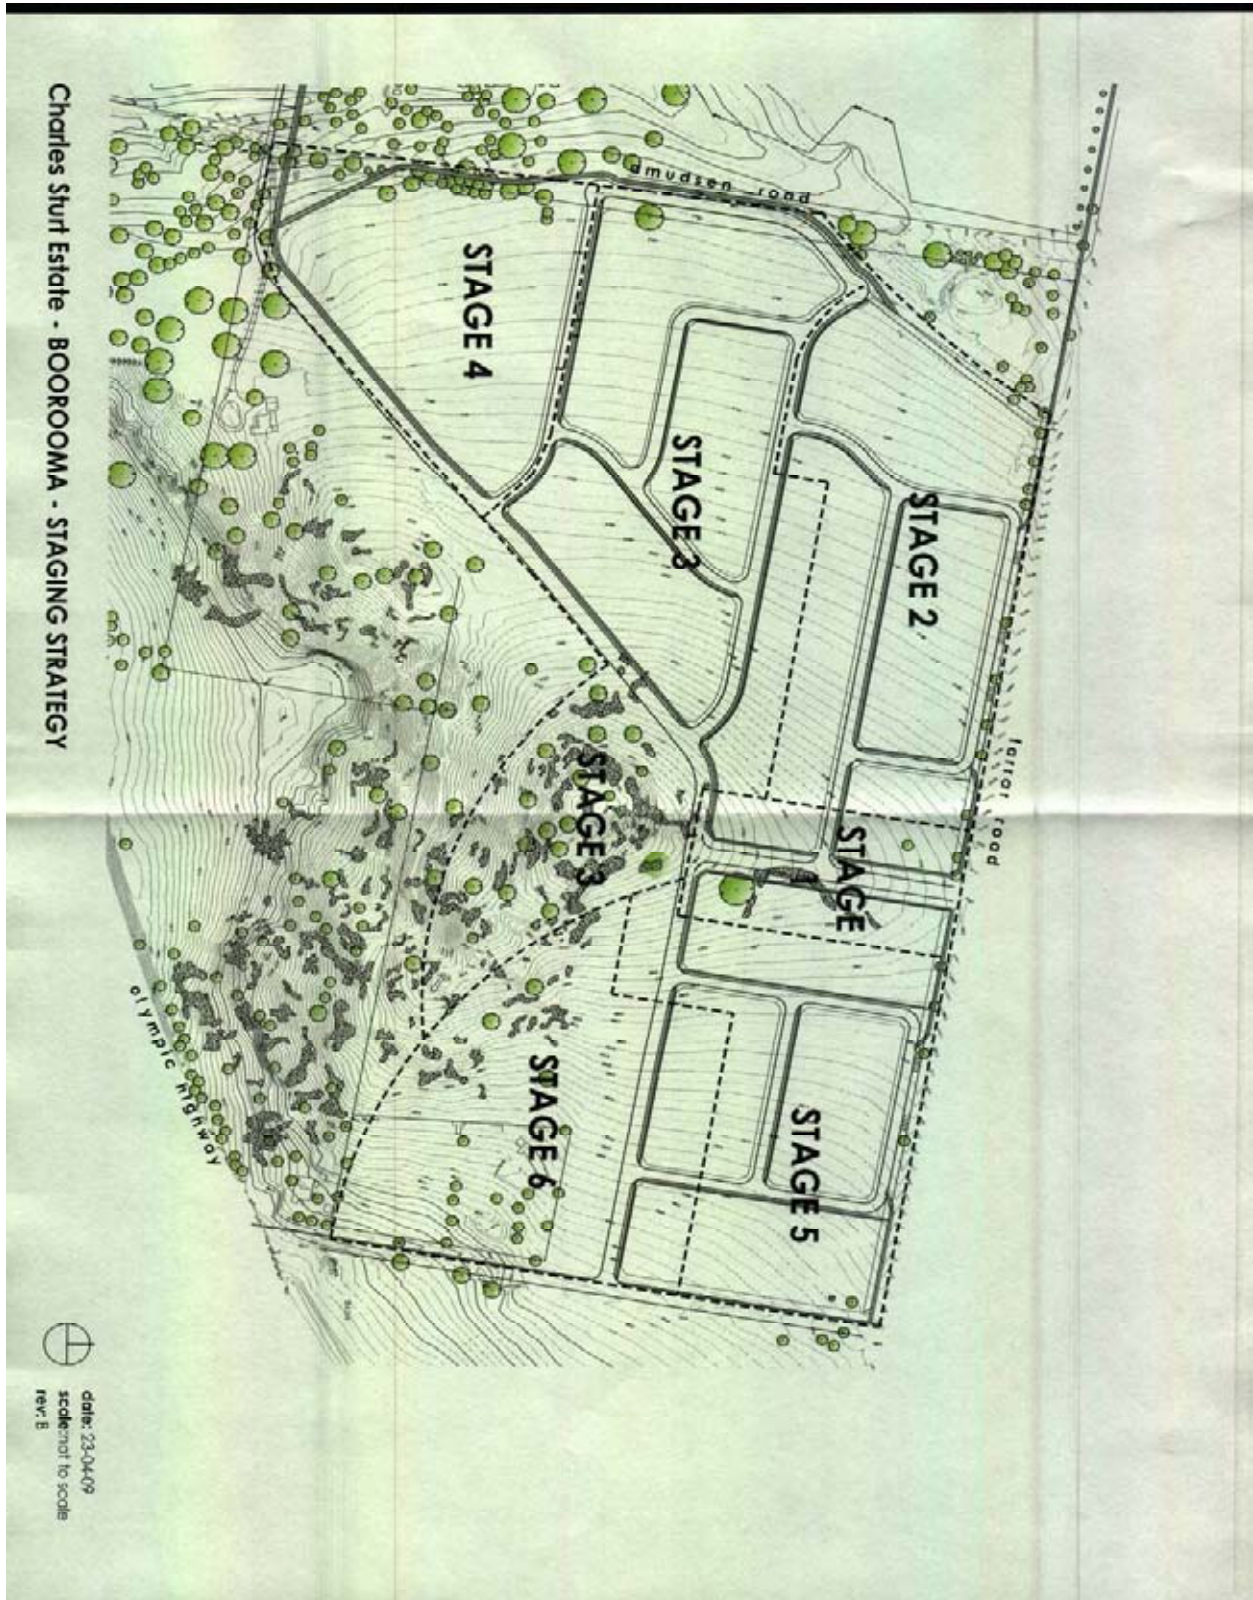 Charles Sturt Estate - BOOROOMA - STAGING STRATEGY
amudsen road
farrar road
olympic highway
STAGE 4
STAGE 3
STAGE 2
STAGE 3
STAGE
STAGE 6
STAGE 5
date: 23-04-09
scale:not to scale
rev: B